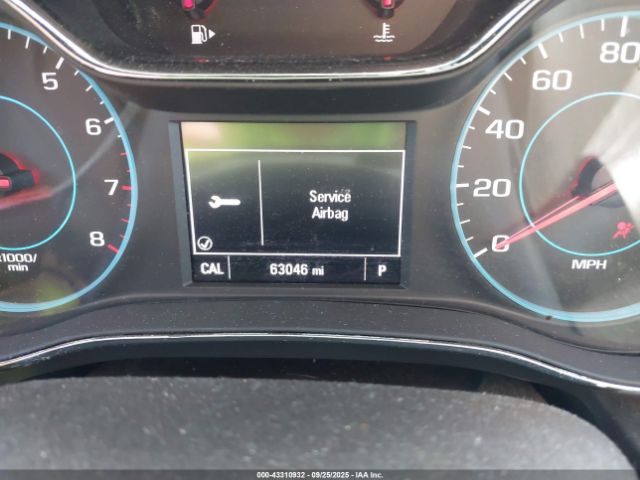 5
6
7
8
x1000/
min
Service
Airbag
CAL 63046 mi P
80
60
40
20
0
MPH
000-43310932 - 09/25/2025 - IAA Inc.